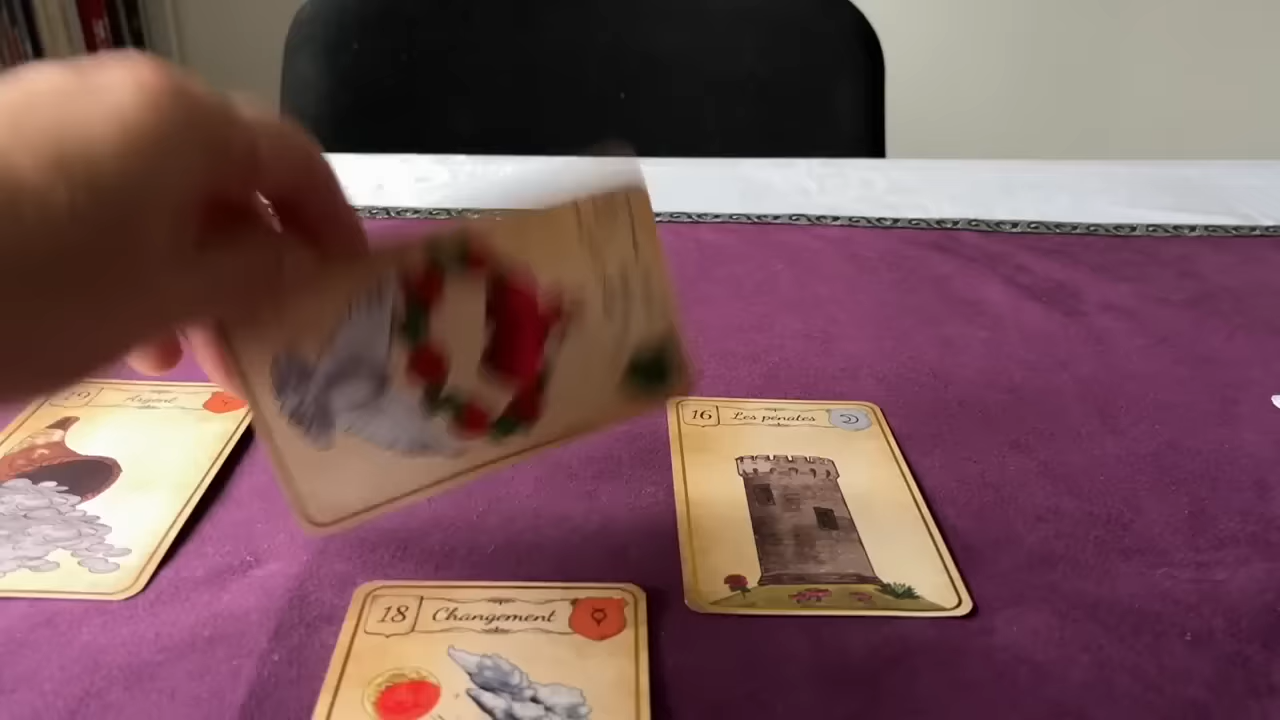 19 Argent
16 Les pénates
18 Changement